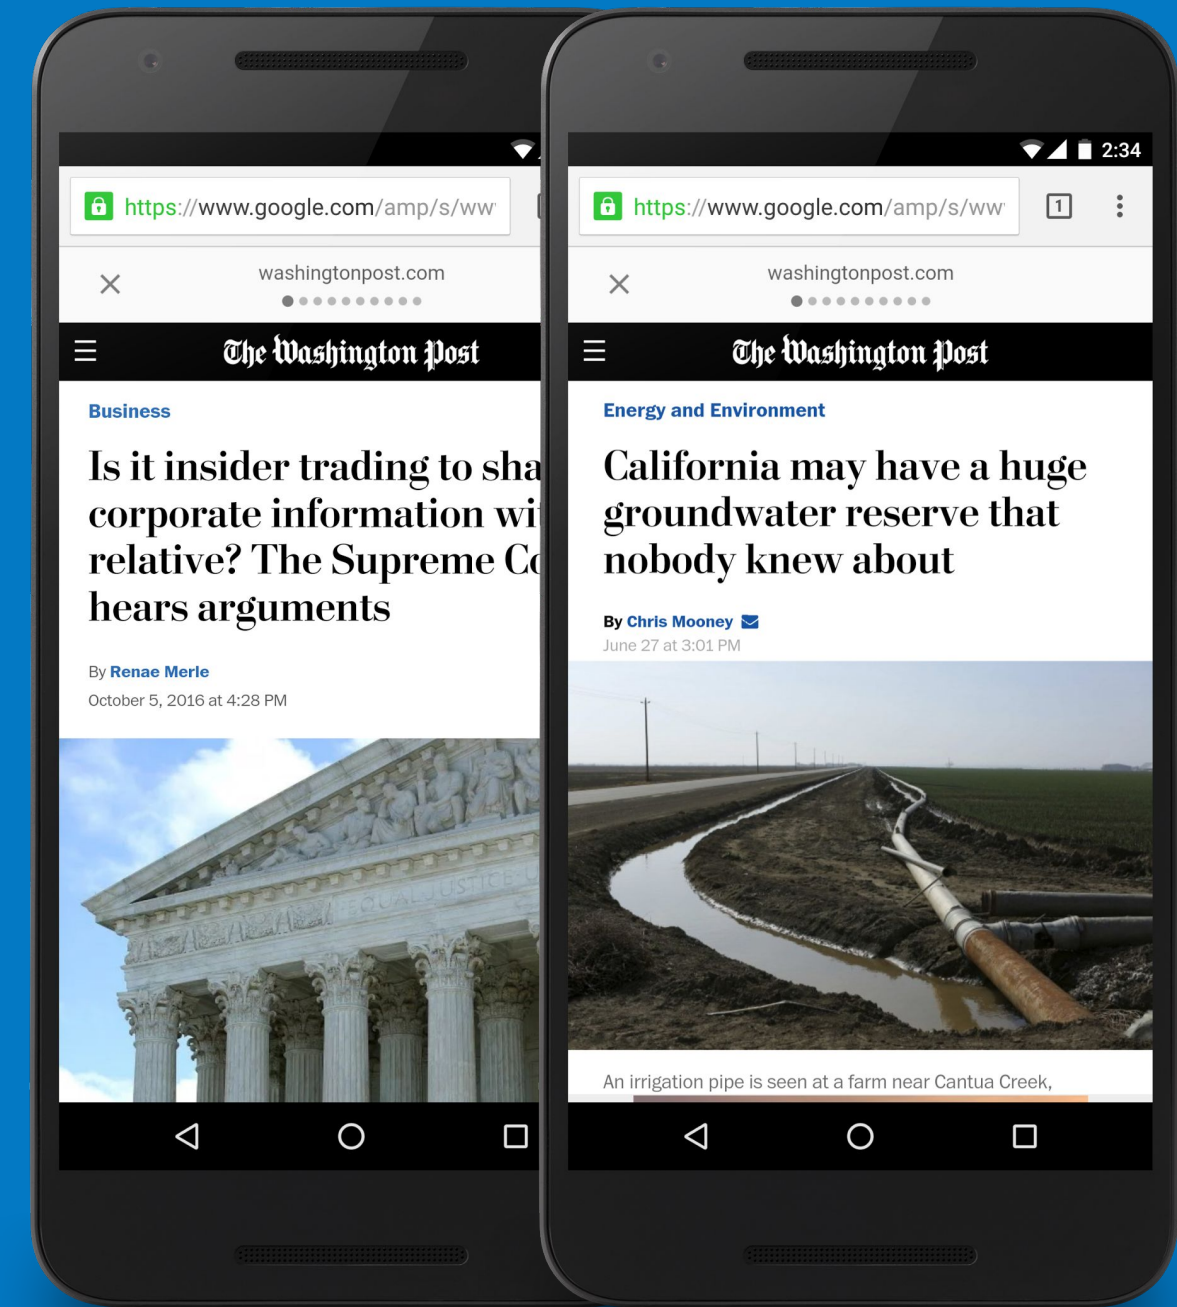 https://www.google.com/amp/s/ww
washingtonpost.com
The Washington Post
Business
Is it insider trading to sha
corporate information wi
relative? The Supreme Co
hears arguments
By Renae Merle
October 5, 2016 at 4:28 PM
EQUAL JUSTICE U
2:34
https://www.google.com/amp/s/ww
1
washingtonpost.com
The Washington Post
Energy and Environment
California may have a huge
groundwater reserve that
nobody knew about
By Chris Mooney
June 27 at 3:01 PM
An irrigation pipe is seen at a farm near Cantua Creek,